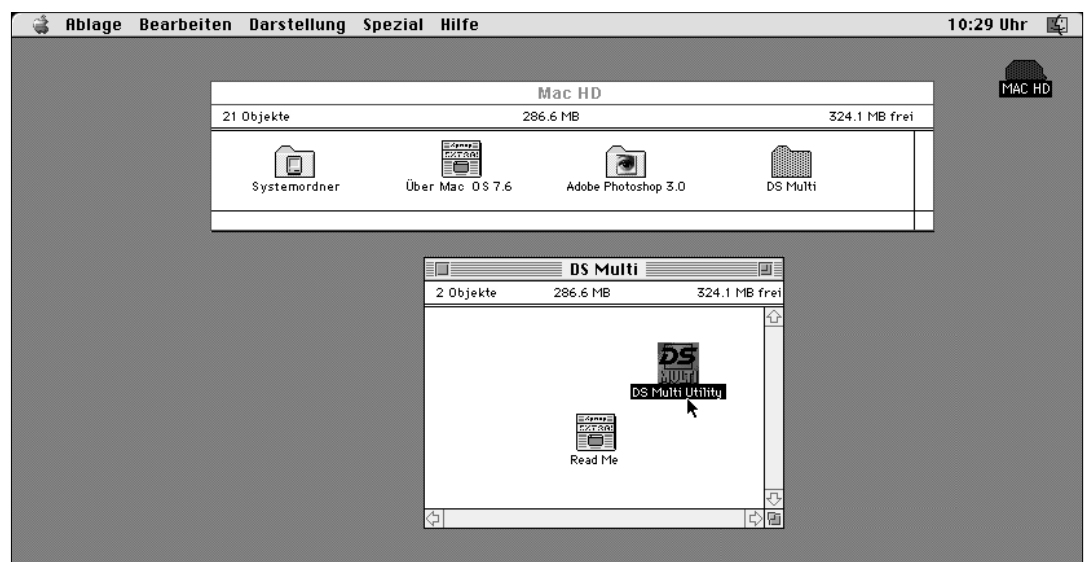 Ablage Bearbeiten Darstellung Spezial Hilfe 10:29 Uhr
MAC HD
Mac HD
21 Objekte 286.6 MB 324.1 MB frei
EXTRA!
Systemordner Über Mac OS 7.6 Adobe Photoshop 3.0 DS Multi
DS Multi
2 Objekte 286.6 MB 324.1 MB frei
DS
MULTI
DS Multi Utility
EXTRA!
Read Me